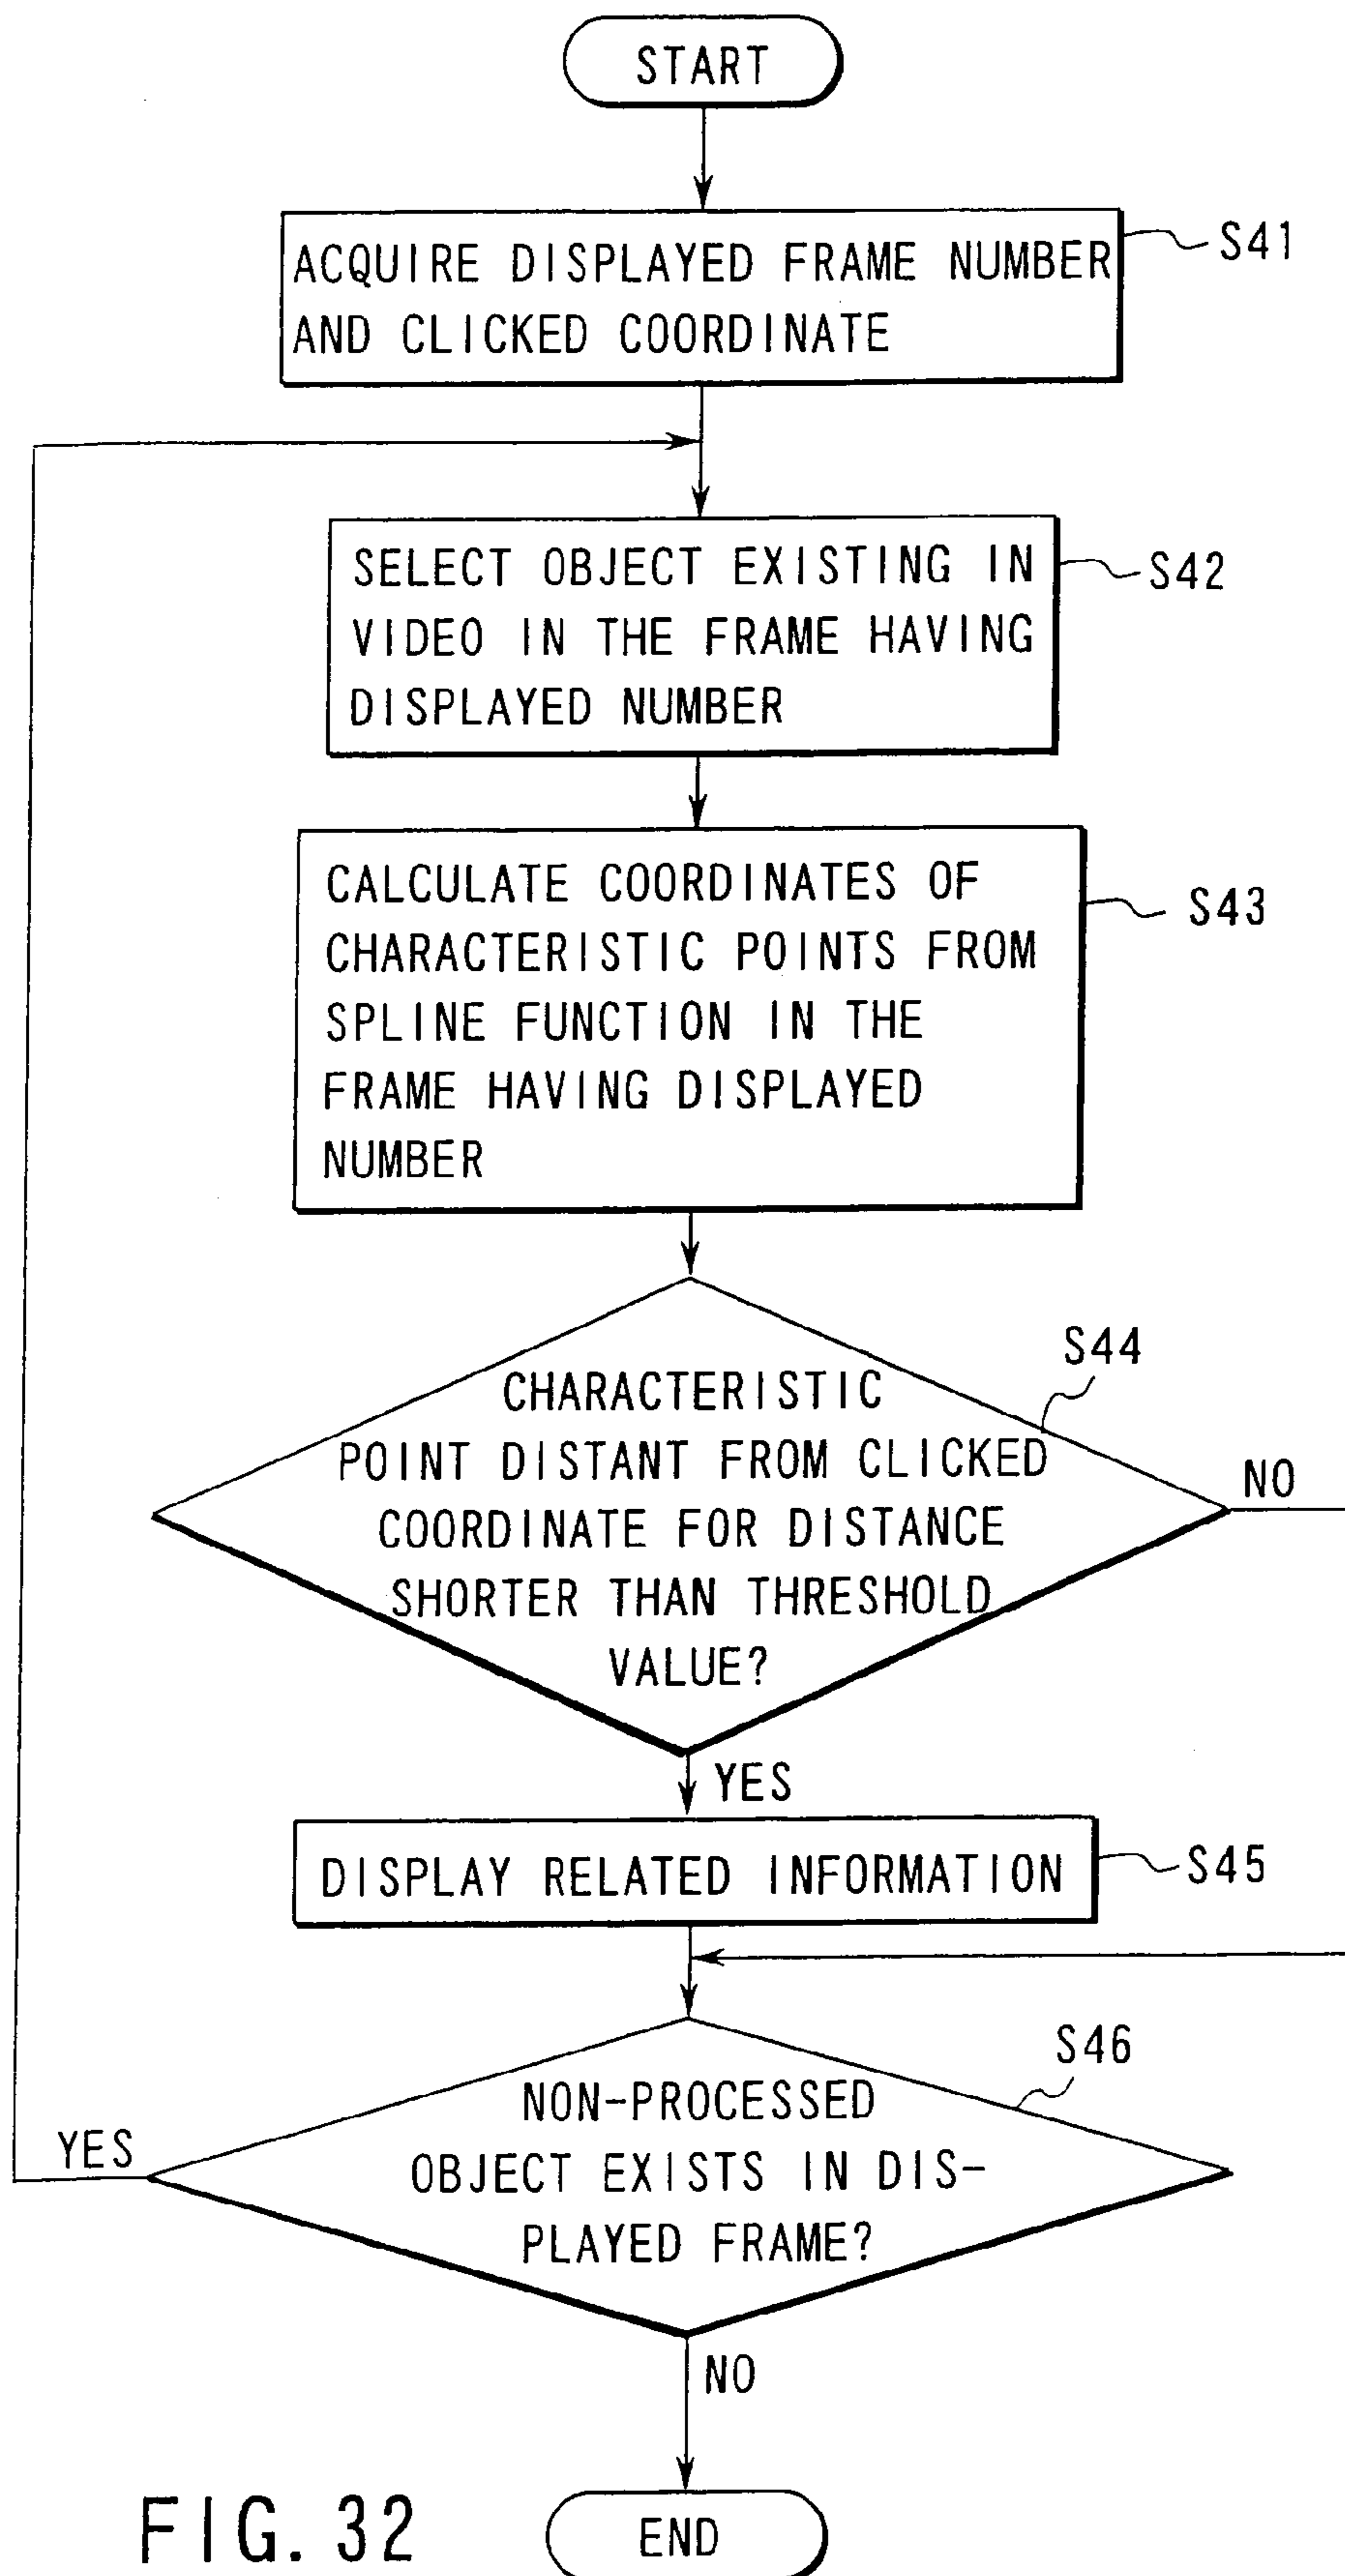 START
ACQUIRE DISPLAYED FRAME NUMBER
AND CLICKED COORDINATE
S41
SELECT OBJECT EXISTING IN
VIDEO IN THE FRAME HAVING
DISPLAYED NUMBER
S42
CALCULATE COORDINATES OF
CHARACTERISTIC POINTS FROM
SPLINE FUNCTION IN THE
FRAME HAVING DISPLAYED
NUMBER
S43
S44
CHARACTERISTIC
POINT DISTANT FROM CLICKED
COORDINATE FOR DISTANCE
SHORTER THAN THRESHOLD
VALUE?
NO
YES
DISPLAY RELATED INFORMATION
S45
S46
NON-PROCESSED
OBJECT EXISTS IN DIS-
PLAYED FRAME?
YES
NO
END
FIG. 32